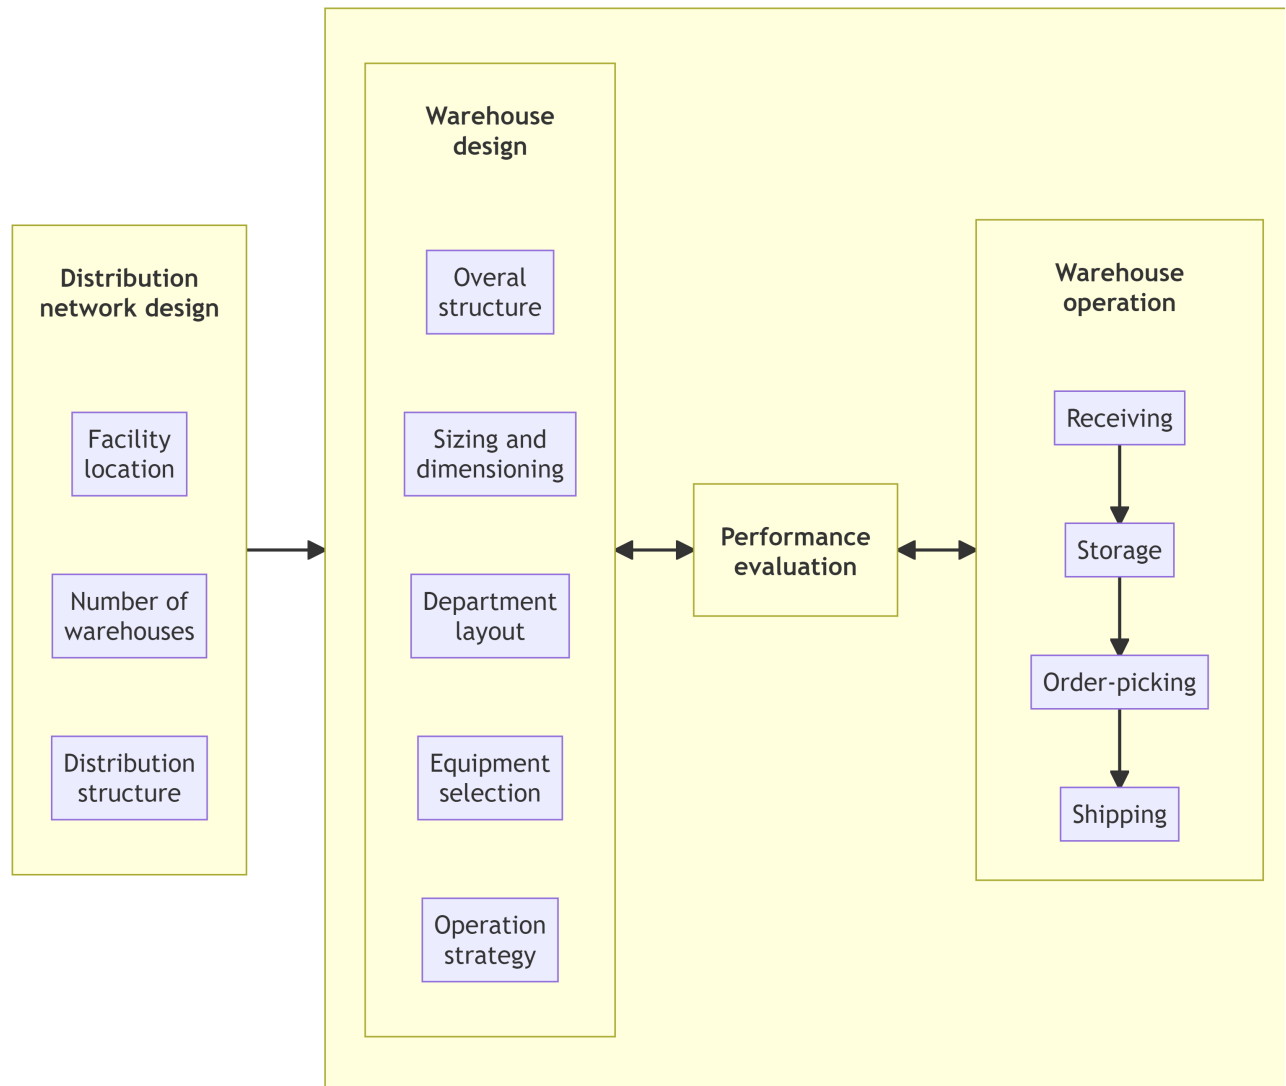 Distribution
network design
Facility
location
Number of
warehouses
Distribution
structure
Warehouse
design
Overal
structure
Sizing and
dimensioning
Department
layout
Equipment
selection
Operation
strategy
Performance
evaluation
Warehouse
operation
Receiving
Storage
Order-picking
Shipping